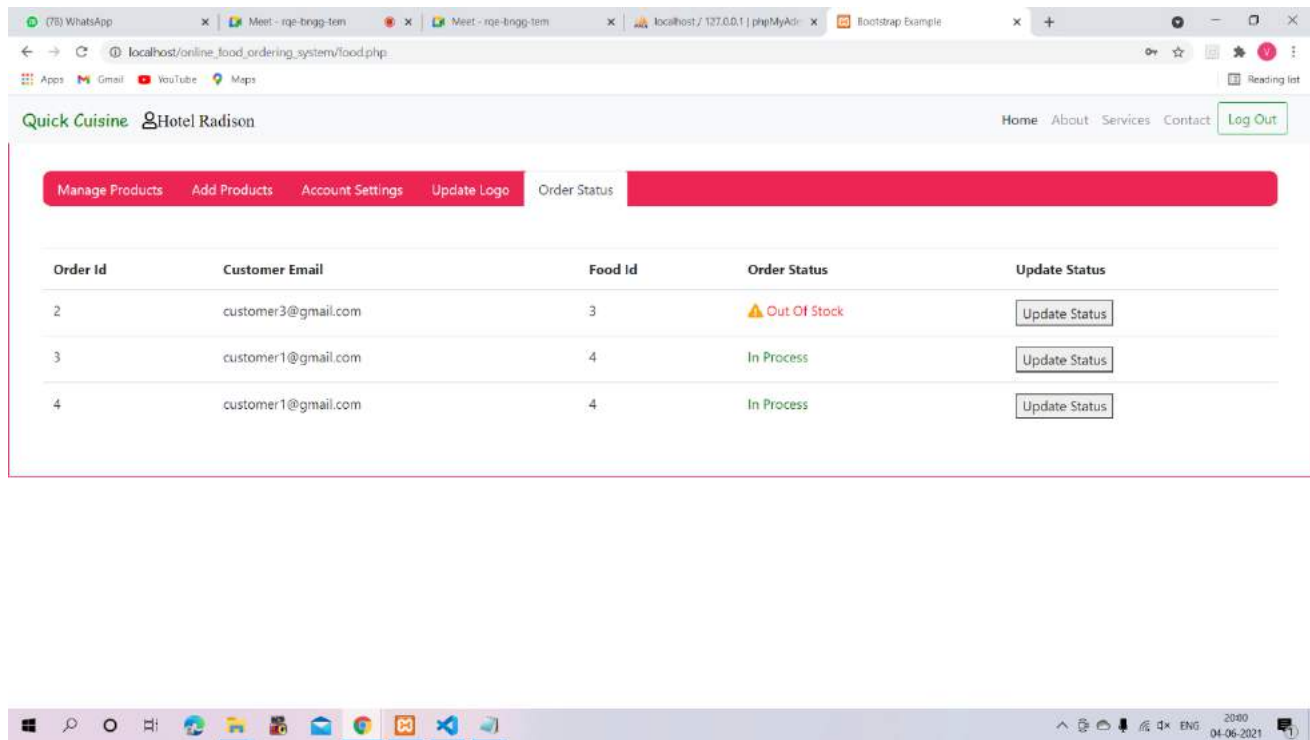 (78) WhatsApp Meet - rqe-bngg-tem Meet - rqe-bngg-tem localhost / 127.0.0.1 | phpMyAdm Bootstrap Example
localhost/online_food_ordering_system/food.php
Apps Gmail YouTube Maps Reading list
Quick Cuisine Hotel Radison Home About Services Contact Log Out
Manage Products Add Products Account Settings Update Logo Order Status
Order Id Customer Email Food Id Order Status Update Status
2 customer3@gmail.com 3 Out Of Stock Update Status
3 customer1@gmail.com 4 In Process Update Status
4 customer1@gmail.com 4 In Process Update Status
ENG 20:00
04-06-2021